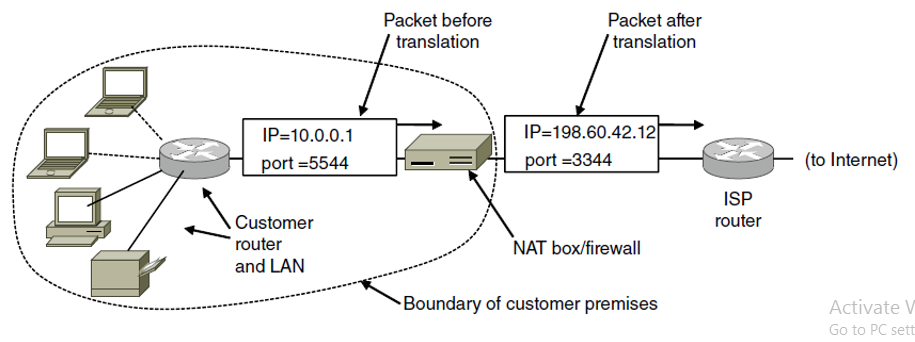 Packet before
translation
Packet after
translation
IP=10.0.0.1
port =5544
IP=198.60.42.12
port =3344
(to Internet)
ISP
router
Customer
router
and LAN
NAT box/firewall
Boundary of customer premises
Activate
Go to PC sett